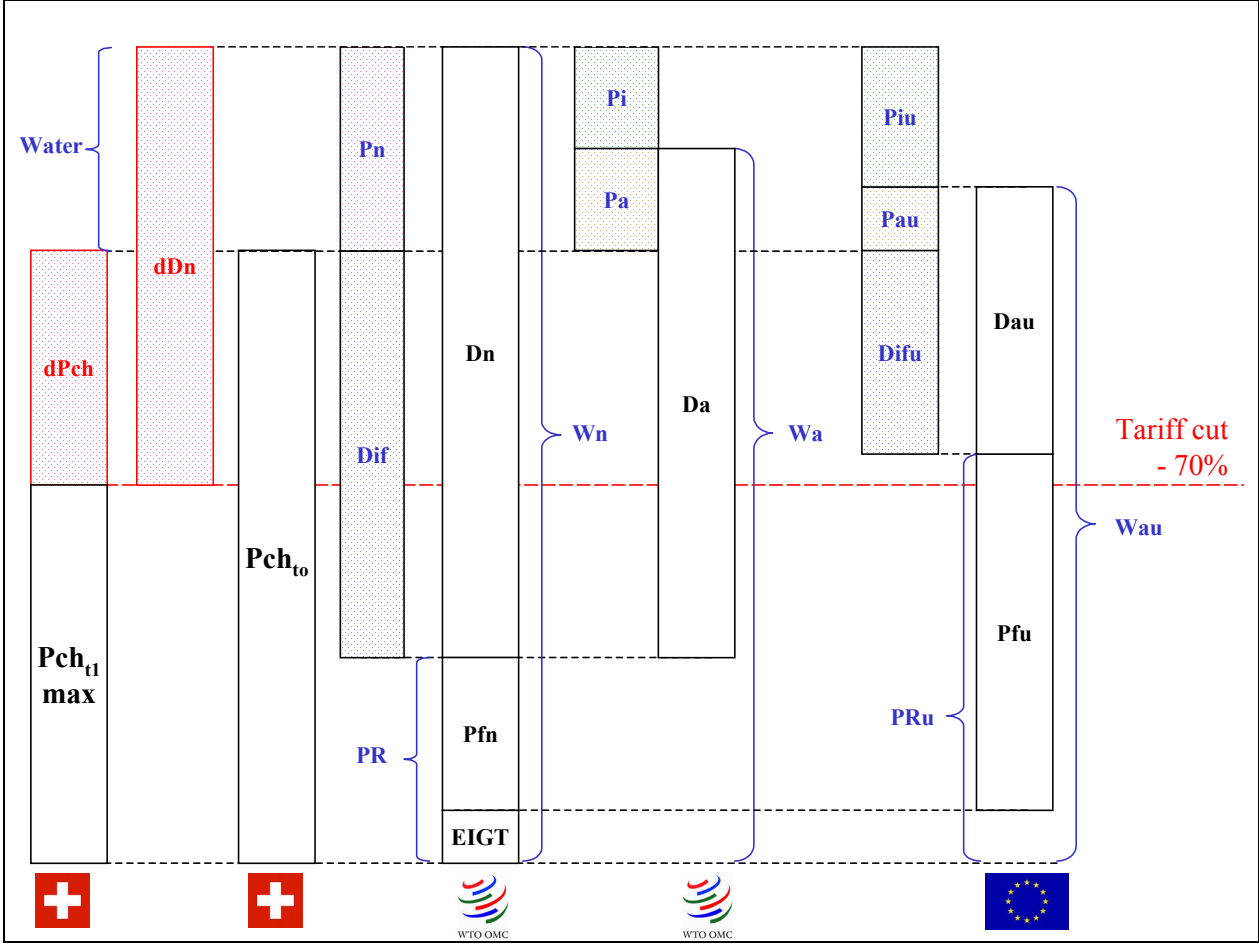 Pi
Piu
Water
Pn
Pa
Pau
dDn
Dau
dPch
Dn
Difu
Da
Wn
Wa
Tariff cut
- 70%
Dif
Wau
Pch to
Pfu
Pch t1
max
PRu
Pfn
PR
EIGT
WTO OMC
WTO OMC